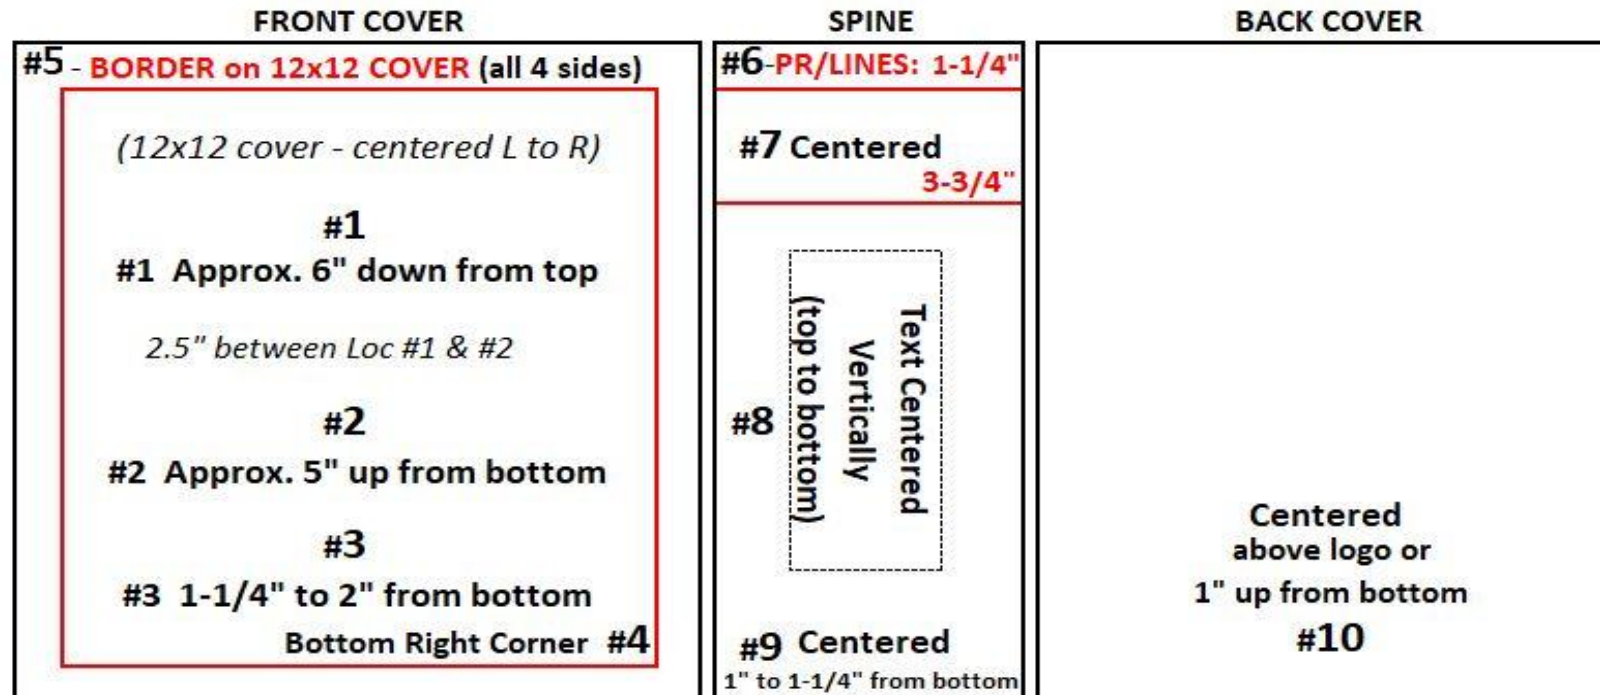 FRONT COVER
#5 - BORDER on 12x12 COVER (all 4 sides)
(12x12 cover - centered L to R)
#1
#1 Approx. 6" down from top
2.5" between Loc #1 & #2
#2
#2 Approx. 5" up from bottom
#3
#3 1-1/4" to 2" from bottom
Bottom Right Corner #4
SPINE
#6-PR/LINES: 1-1/4"
#7 Centered
3-3/4"
#8
Text Centered
Vertically
(top to bottom)
#9 Centered
1" to 1-1/4" from bottom
BACK COVER
Centered
above logo or
1" up from bottom
#10